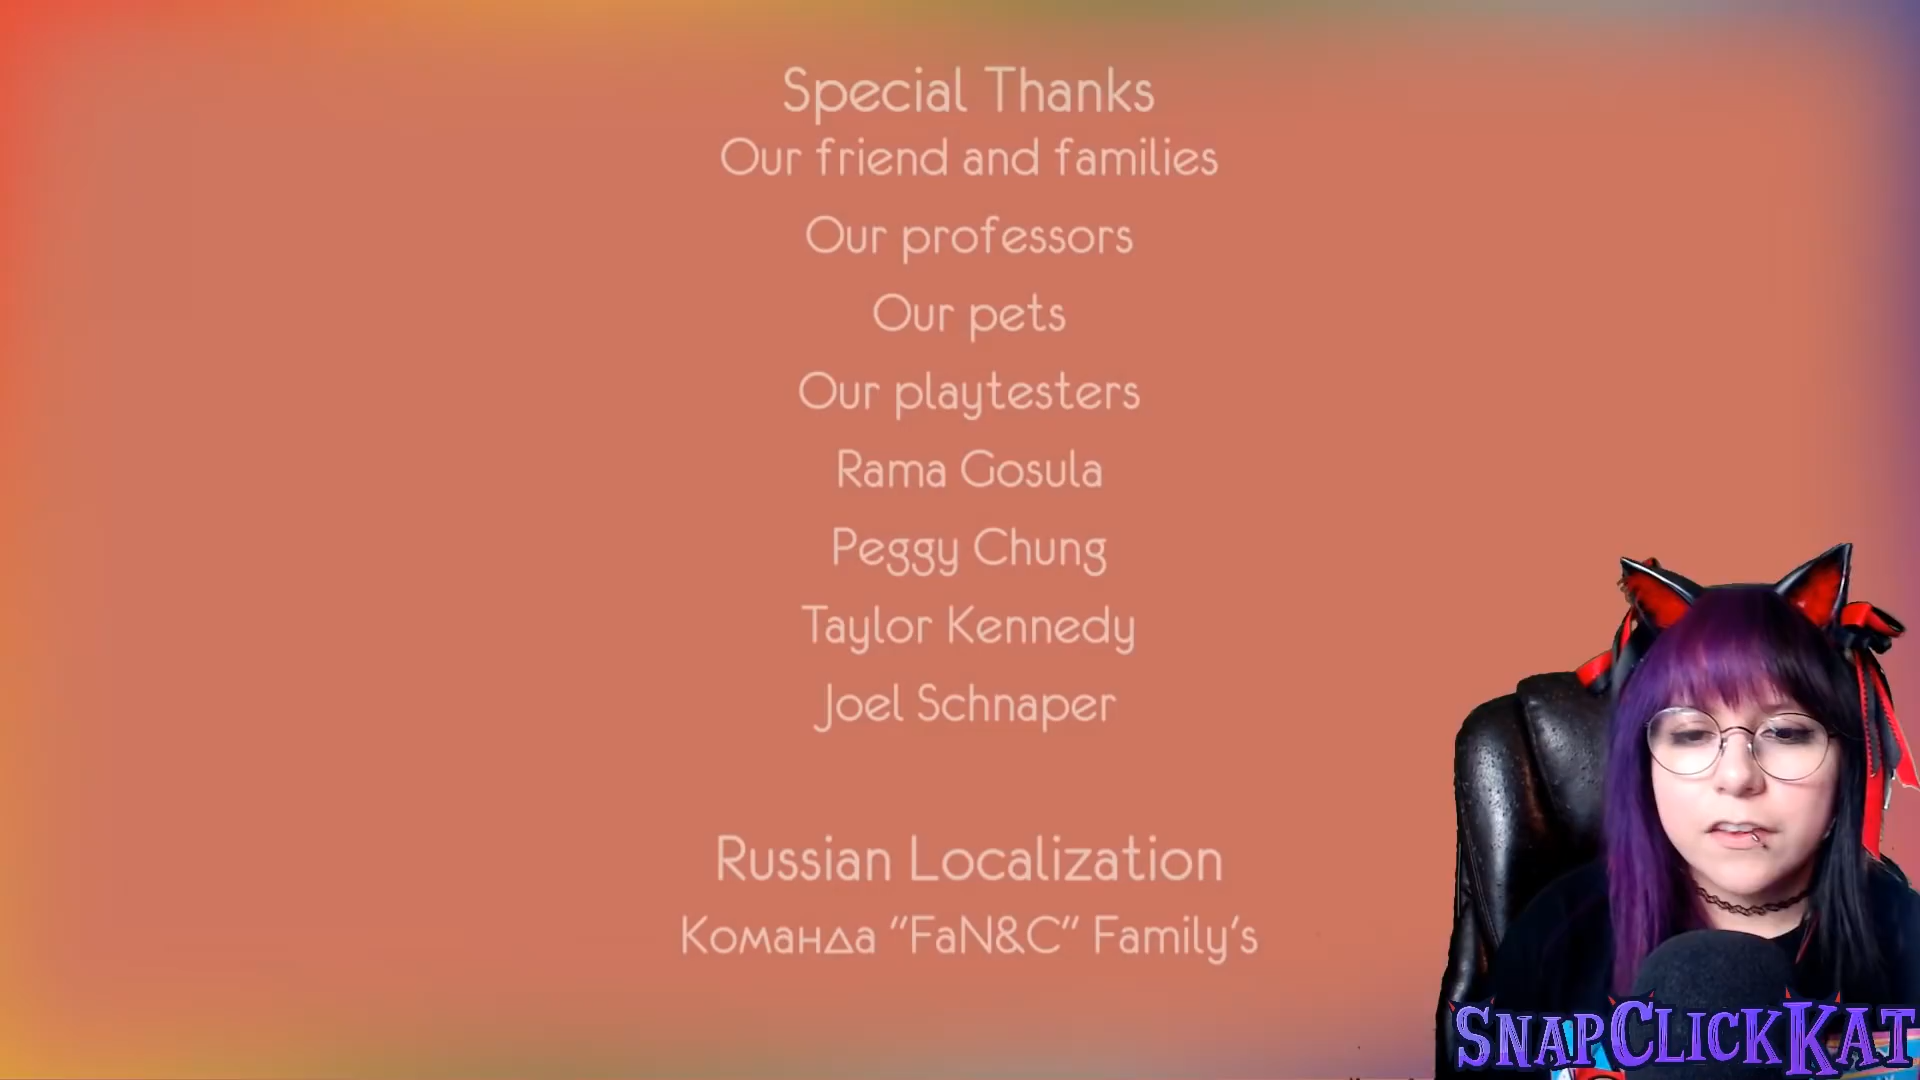 Special Thanks
Our friend and families
Our professors
Our pets
Our playtesters
Rama Gosula
Peggy Chung
Taylor Kennedy
Joel Schnaper
Russian Localization
Команда “FaN&C” Family's
SNAPCLICKKAT